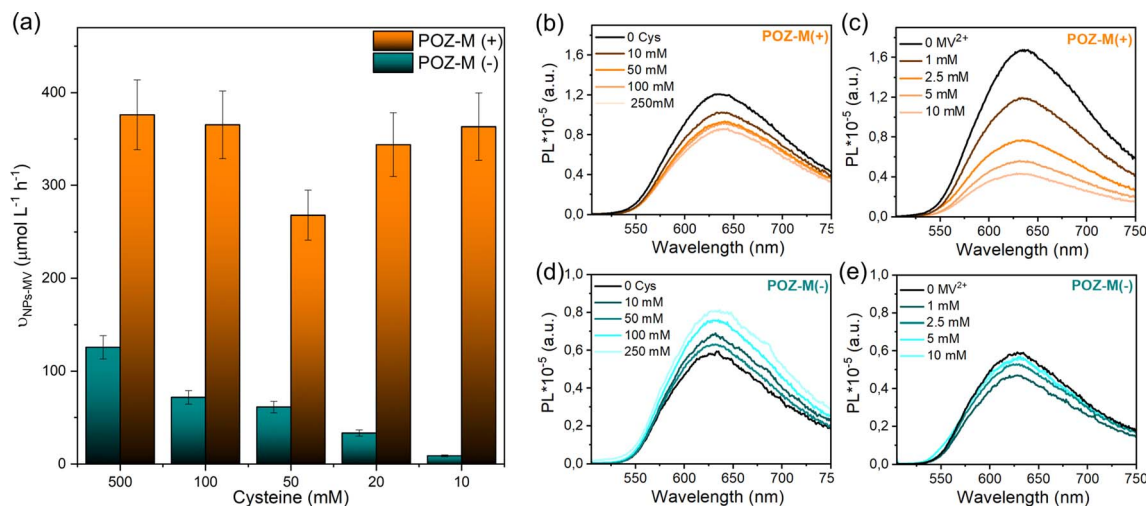 (a)
POZ-M (+)
POZ-M (-)
400
300
200
100
0
υNPs-MV (μmol L⁻¹ h⁻¹)
500 100 50 20 10
Cysteine (mM)
(b)
POZ-M(+)
0 Cys
10 mM
50 mM
100 mM
250mM
1,6
1,2
0,8
0,4
0,0
PL*10⁻⁵ (a.u.)
550 600 650 700 75
Wavelength (nm)
(c)
POZ-M(+)
0 MV²⁺
1 mM
2.5 mM
5 mM
10 mM
1,6
1,2
0,8
0,4
0,0
PL*10⁻⁵ (a.u.)
550 600 650 700 750
Wavelength (nm)
(d)
POZ-M(-)
0 Cys
10 mM
50 mM
100 mM
250 mM
1,0
0,8
0,6
0,4
0,2
0,0
PL*10⁻⁵ (a.u.)
550 600 650 700 75
Wavelength (nm)
(e)
POZ-M(-)
0 MV²⁺
1 mM
2.5 mM
5 mM
10 mM
1,0
0,8
0,6
0,4
0,2
0,0
PL*10⁻⁵ (a.u.)
550 600 650 700 750
Wavelength (nm)